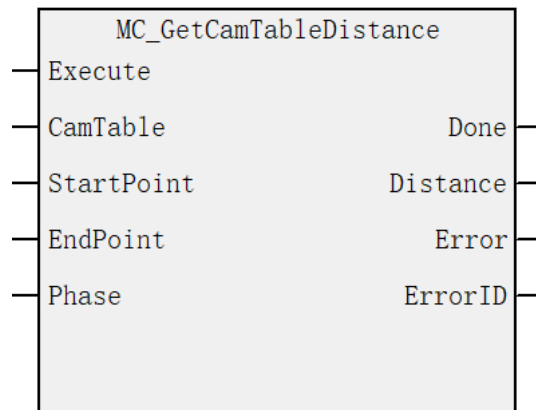 MC_GetCamTableDistance
Execute
CamTable Done
StartPoint Distance
EndPoint Error
Phase ErrorID